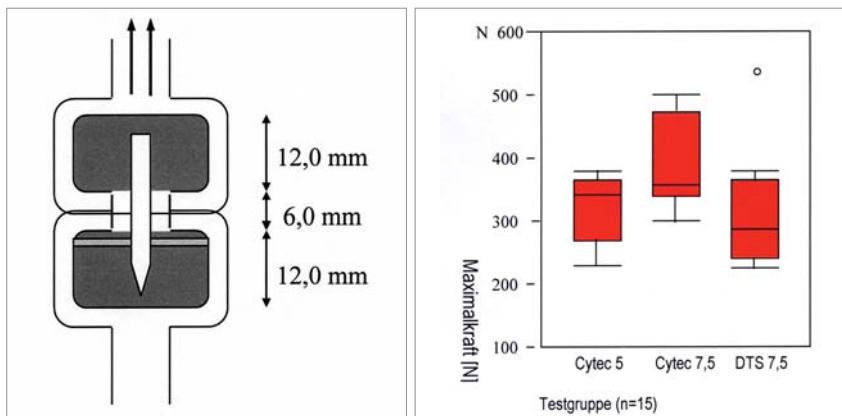 12,0 mm
6,0 mm
12,0 mm
N 600
500
400
300
200
100
Maximalkraft [N]
Cytec 5 Cytec 7,5 DTS 7,5
Testgruppe (n=15)